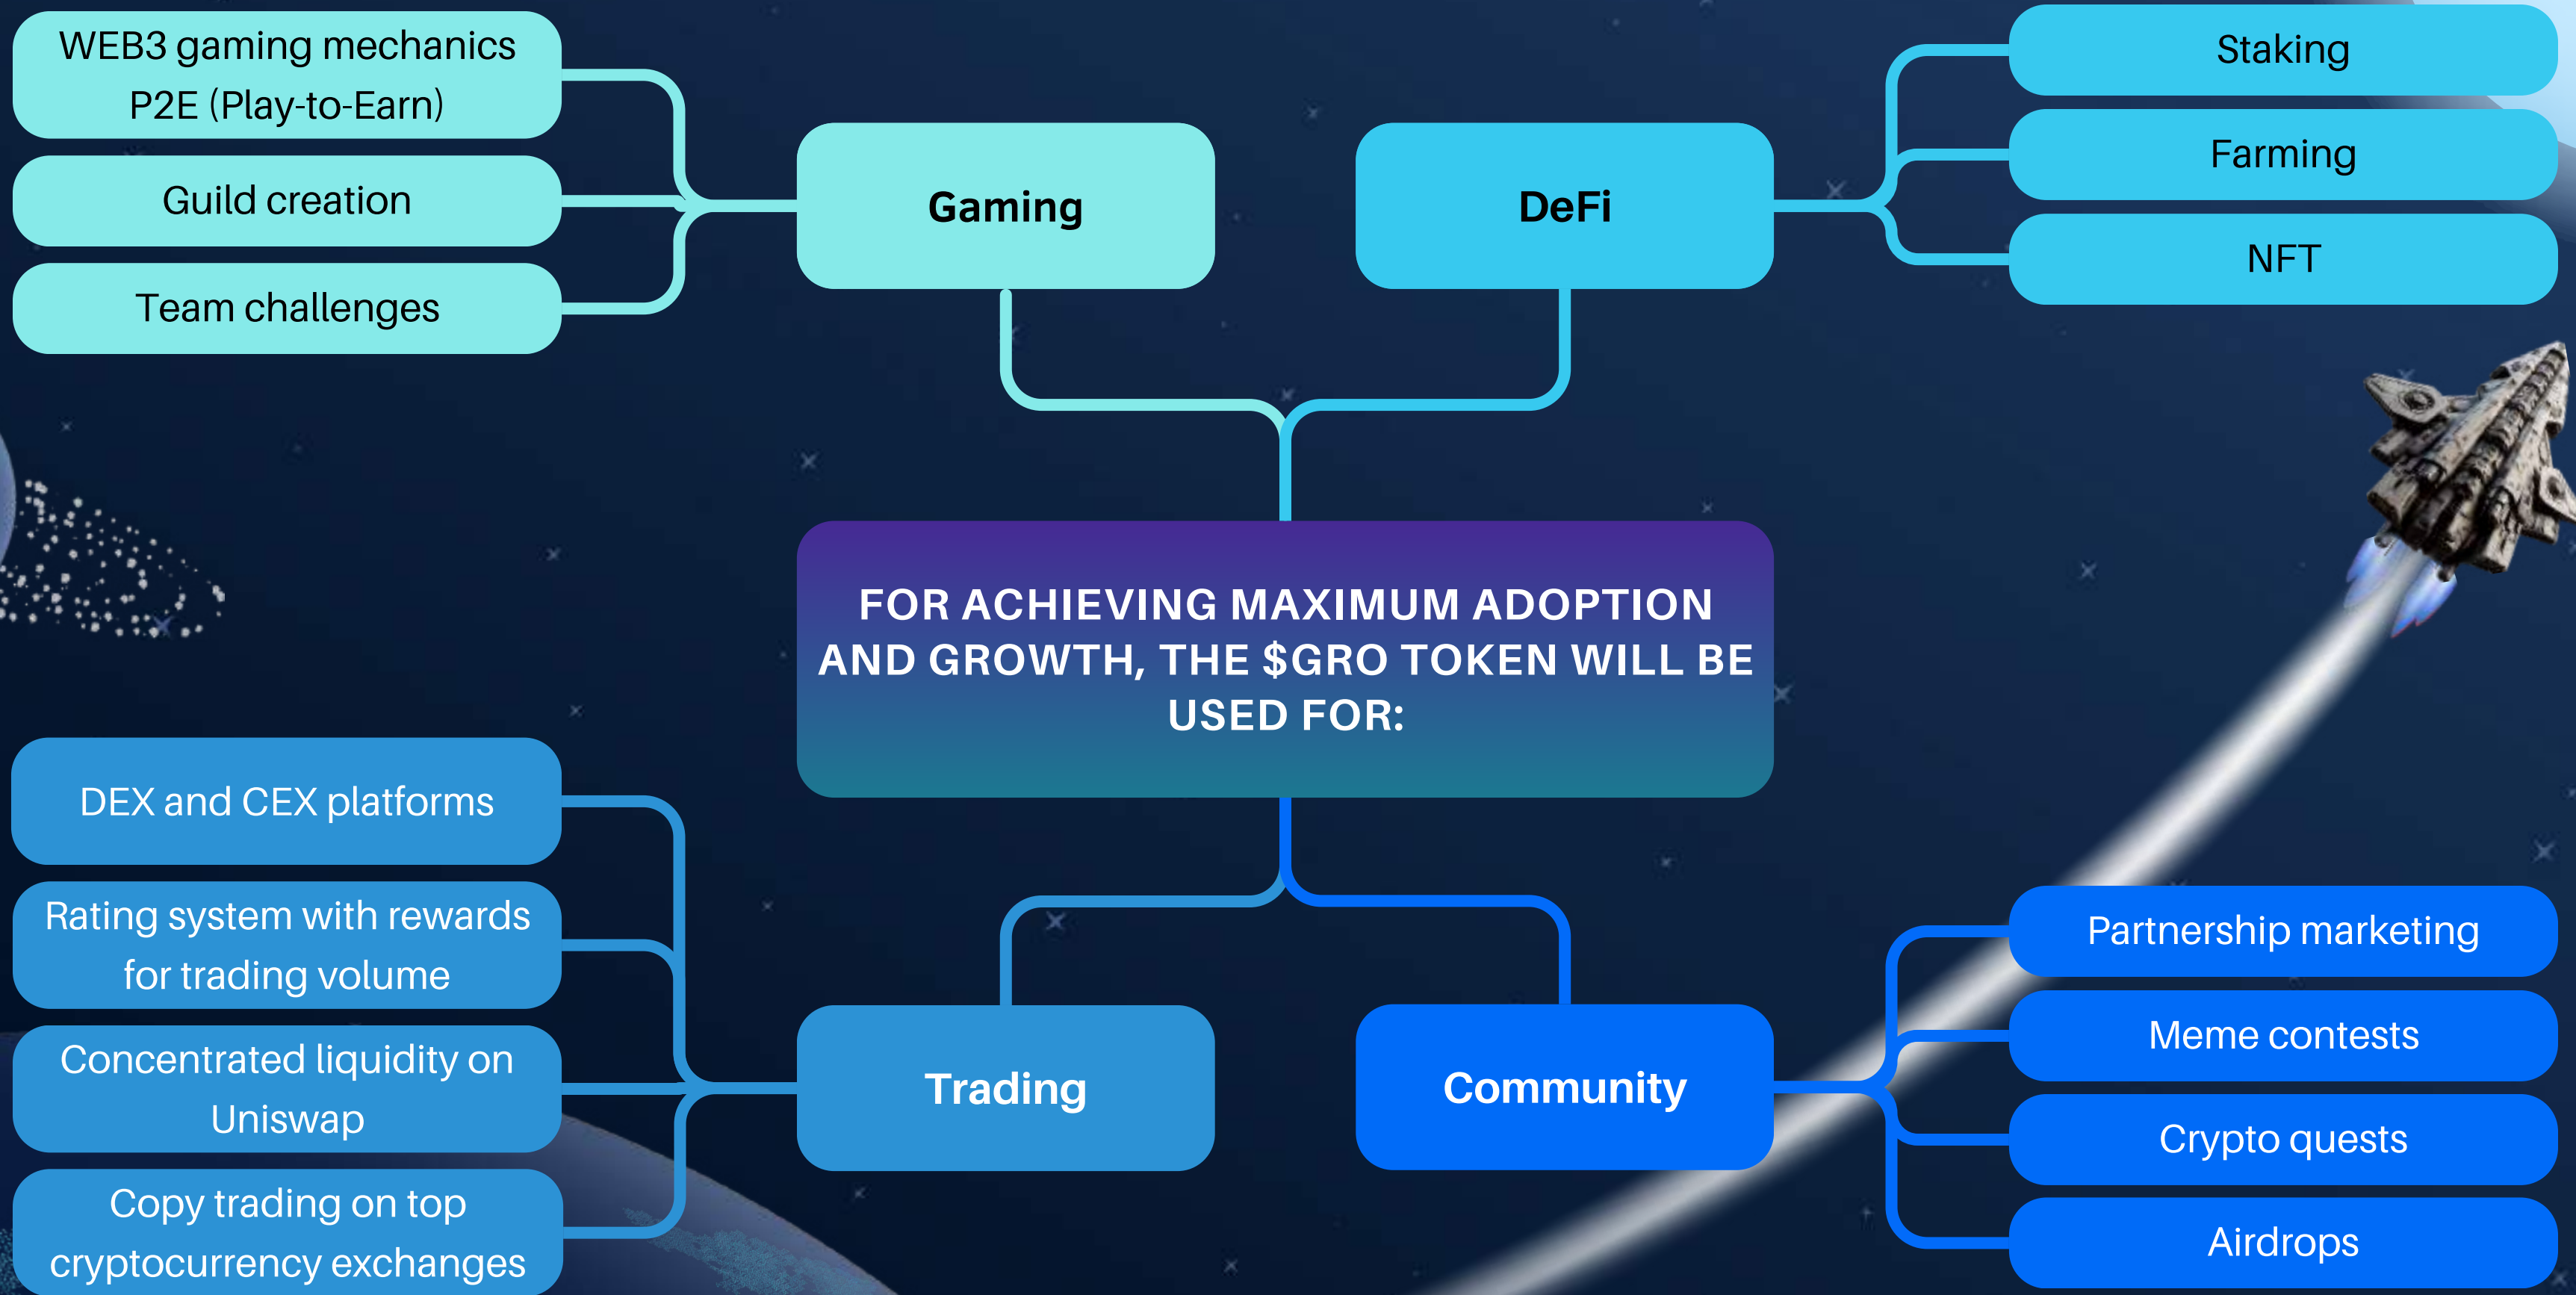 WEB3 gaming mechanics
P2E (Play-to-Earn)
Guild creation
Team challenges
Gaming
DeFi
Staking
Farming
NFT
FOR ACHIEVING MAXIMUM ADOPTION
AND GROWTH, THE $GRO TOKEN WILL BE
USED FOR:
DEX and CEX platforms
Rating system with rewards
for trading volume
Concentrated liquidity on
Uniswap
Copy trading on top
cryptocurrency exchanges
Trading
Community
Partnership marketing
Meme contests
Crypto quests
Airdrops